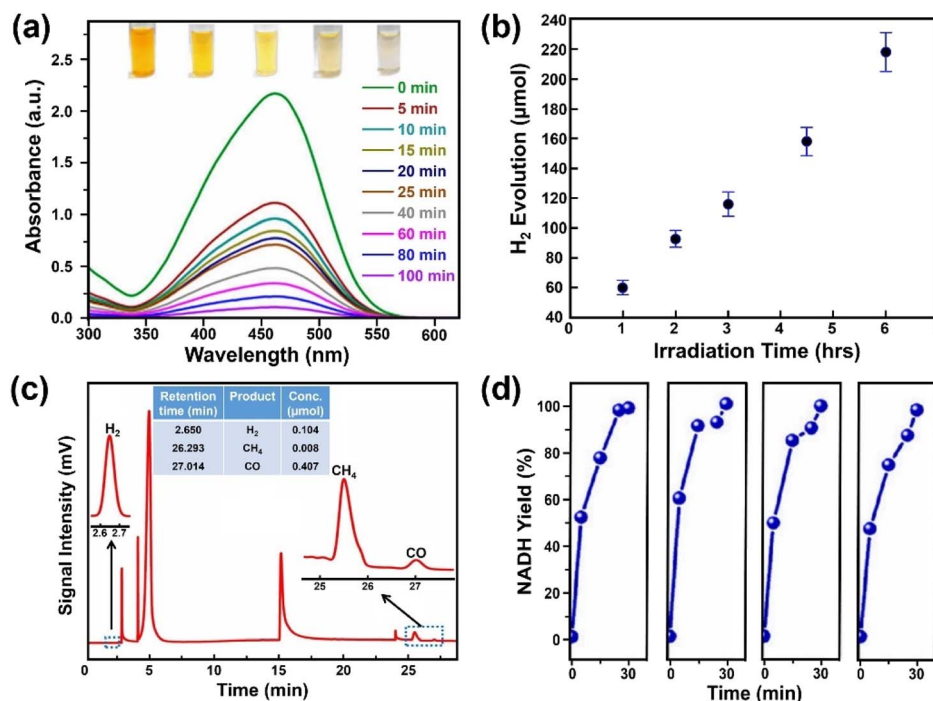 (a)
2.5
2.0
1.5
1.0
0.5
0.0
Absorbance (a.u.)
0 min
5 min
10 min
15 min
20 min
25 min
40 min
60 min
80 min
100 min
300 350 400 450 500 550 600
Wavelength (nm)
(b)
240
220
200
180
160
140
120
100
80
60
40
H2 Evolution (μmol)
0 1 2 3 4 5 6
Irradiation Time (hrs)
(c)
Signal Intensity (mV)
Retention time (min) Product Conc. (μmol)
2.650 H2 0.104
26.293 CH4 0.008
27.014 CO 0.407
H2
2.6 2.7
CH4
CO
25 26 27
0 5 10 15 20 25
Time (min)
(d)
100
80
60
40
20
0
NADH Yield (%)
0 30 0 30 0 30 0 30
Time (min)